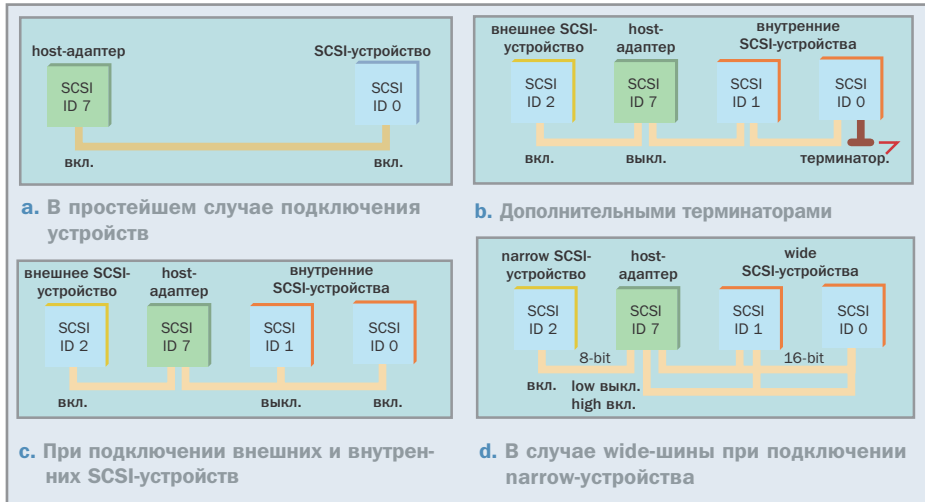 host-адаптер
SCSI-устройство
SCSI
ID 7
SCSI
ID 0
вкл.
вкл.
a. В простейшем случае подключения
устройств
внешнее SCSI-
устройство
host-
адаптер
внутренние
SCSI-устройства
SCSI
ID 2
SCSI
ID 7
SCSI
ID 1
SCSI
ID 0
вкл.
выкл.
терминатор.
b. Дополнительными терминаторами
внешнее SCSI-
устройство
host-
адаптер
внутренние
SCSI-устройства
SCSI
ID 2
SCSI
ID 7
SCSI
ID 1
SCSI
ID 0
вкл.
выкл.
вкл.
c. При подключении внешних и внутрен-
них SCSI-устройств
narrow SCSI-
устройство
host-
адаптер
wide
SCSI-устройства
SCSI
ID 2
SCSI
ID 7
SCSI
ID 1
SCSI
ID 0
8-bit
16-bit
вкл.
low выкл.
high вкл.
d. В случае wide-шины при подключении
narrow-устройства